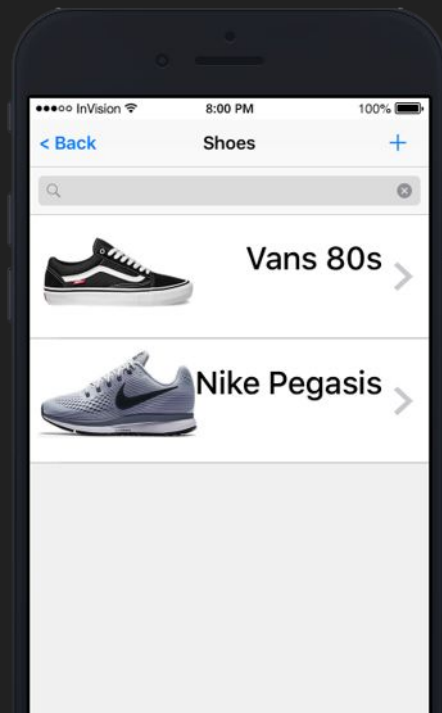 ●●●○○ InVision 8:00 PM 100%
< Back Shoes +
Vans 80s
Nike Pegasis